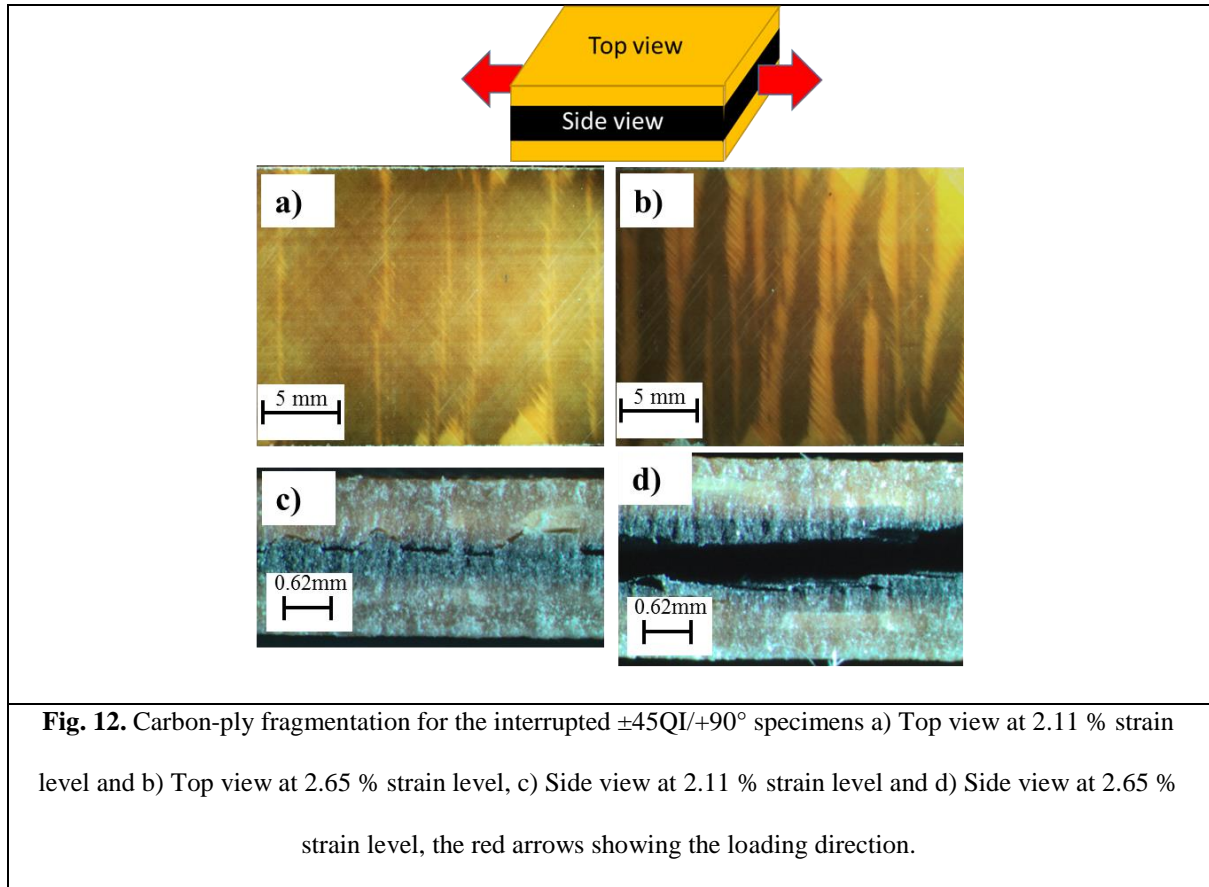 Top view
Side view
a)
b)
5 mm
5 mm
c)
d)
0.62mm
0.62mm
Fig. 12. Carbon-ply fragmentation for the interrupted ±45QI/+90° specimens a) Top view at 2.11 % strain
level and b) Top view at 2.65 % strain level, c) Side view at 2.11 % strain level and d) Side view at 2.65 %
strain level, the red arrows showing the loading direction.